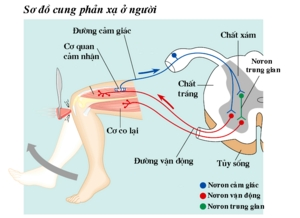 Sơ đồ cung phản xạ ở người
Đường cảm giác
Cơ quan
cảm nhận
Chất xám
Nơron
trung gian
Chất
trắng
Cơ co lại
Đường vận động
Tủy sống
Nơron cảm giác
Nơron vận động
Nơron trung gian